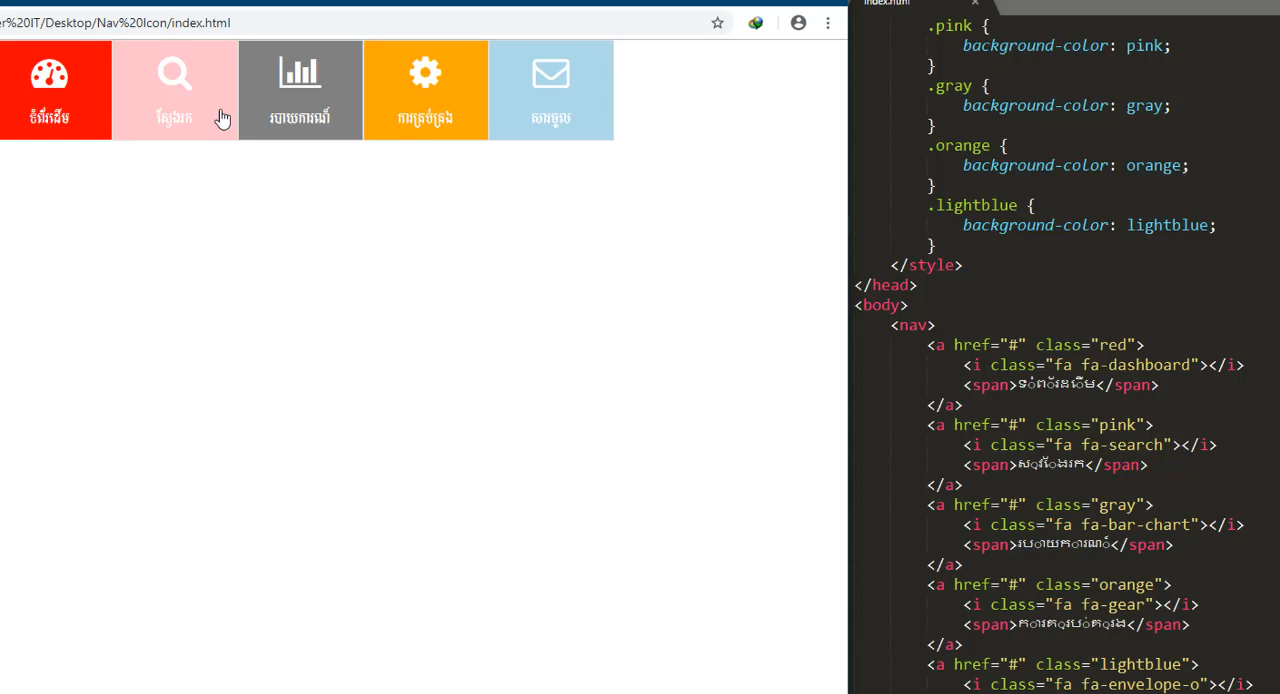 er%20IT/Desktop/Nav%20Icon/index.html
ទំព័រដើម
ស្វែងរក
របាយការណ៍
ការគ្រប់គ្រង
សារចូល
index.html
.pink {
background-color: pink;
}
.gray {
background-color: gray;
}
.orange {
background-color: orange;
}
.lightblue {
background-color: lightblue;
}
</style>
</head>
<body>
<nav>
<a href="#" class="red">
<i class="fa fa-dashboard"></i>
<span>ទំព័រដើម</span>
</a>
<a href="#" class="pink">
<i class="fa fa-search"></i>
<span>ស្វែងរក</span>
</a>
<a href="#" class="gray">
<i class="fa fa-bar-chart"></i>
<span>របាយការណ៍</span>
</a>
<a href="#" class="orange">
<i class="fa fa-gear"></i>
<span>ការគ្រប់គ្រង</span>
</a>
<a href="#" class="lightblue">
<i class="fa fa-envelope-o"></i>